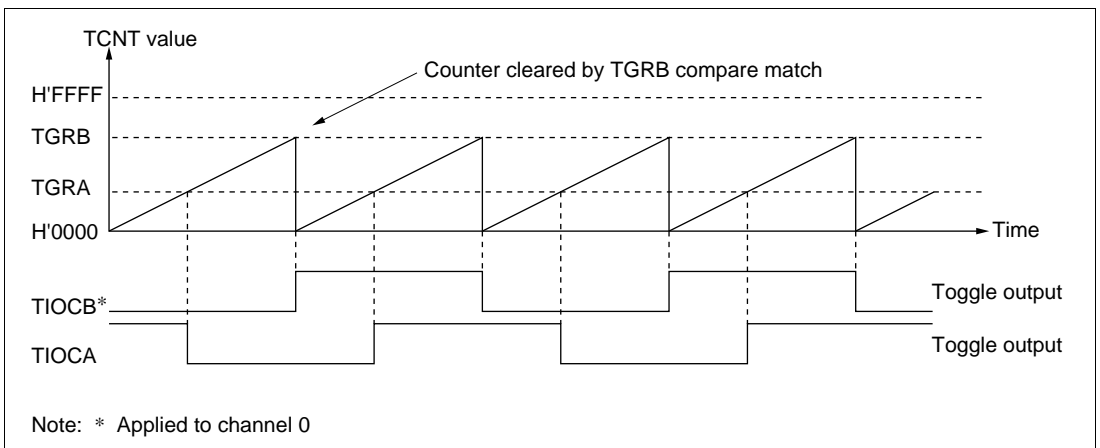 TCNT value
Counter cleared by TGRB compare match
H'FFFF
TGRB
TGRA
H'0000
Time
TIOCB*
Toggle output
TIOCA
Toggle output
Note: * Applied to channel 0